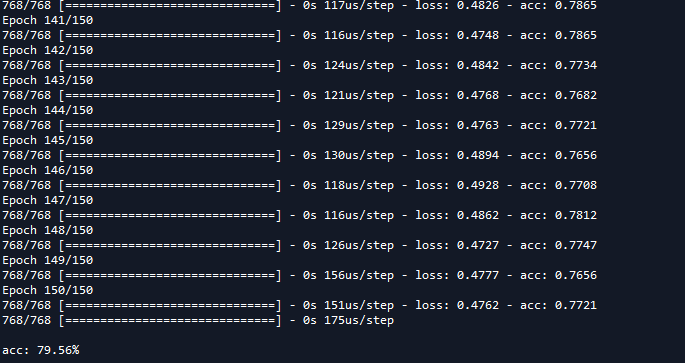 768/768 [==============================] - 0s 117us/step - loss: 0.4826 - acc: 0.7865
Epoch 141/150
768/768 [==============================] - 0s 116us/step - loss: 0.4748 - acc: 0.7865
Epoch 142/150
768/768 [==============================] - 0s 124us/step - loss: 0.4842 - acc: 0.7734
Epoch 143/150
768/768 [==============================] - 0s 121us/step - loss: 0.4768 - acc: 0.7682
Epoch 144/150
768/768 [==============================] - 0s 129us/step - loss: 0.4763 - acc: 0.7721
Epoch 145/150
768/768 [==============================] - 0s 130us/step - loss: 0.4894 - acc: 0.7656
Epoch 146/150
768/768 [==============================] - 0s 118us/step - loss: 0.4928 - acc: 0.7708
Epoch 147/150
768/768 [==============================] - 0s 116us/step - loss: 0.4862 - acc: 0.7812
Epoch 148/150
768/768 [==============================] - 0s 126us/step - loss: 0.4727 - acc: 0.7747
Epoch 149/150
768/768 [==============================] - 0s 156us/step - loss: 0.4777 - acc: 0.7656
Epoch 150/150
768/768 [==============================] - 0s 151us/step - loss: 0.4762 - acc: 0.7721
768/768 [==============================] - 0s 175us/step
acc: 79.56%